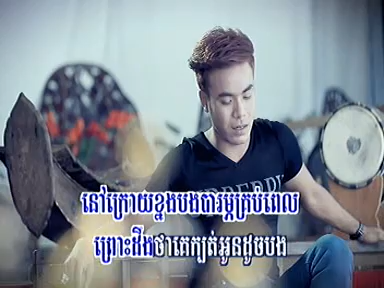 BURBERRY
នៅក្រោយខ្នងបងបារម្ភគ្រប់ពេល
ព្រោះដឹងថាគេក្បត់អូនដូចបង